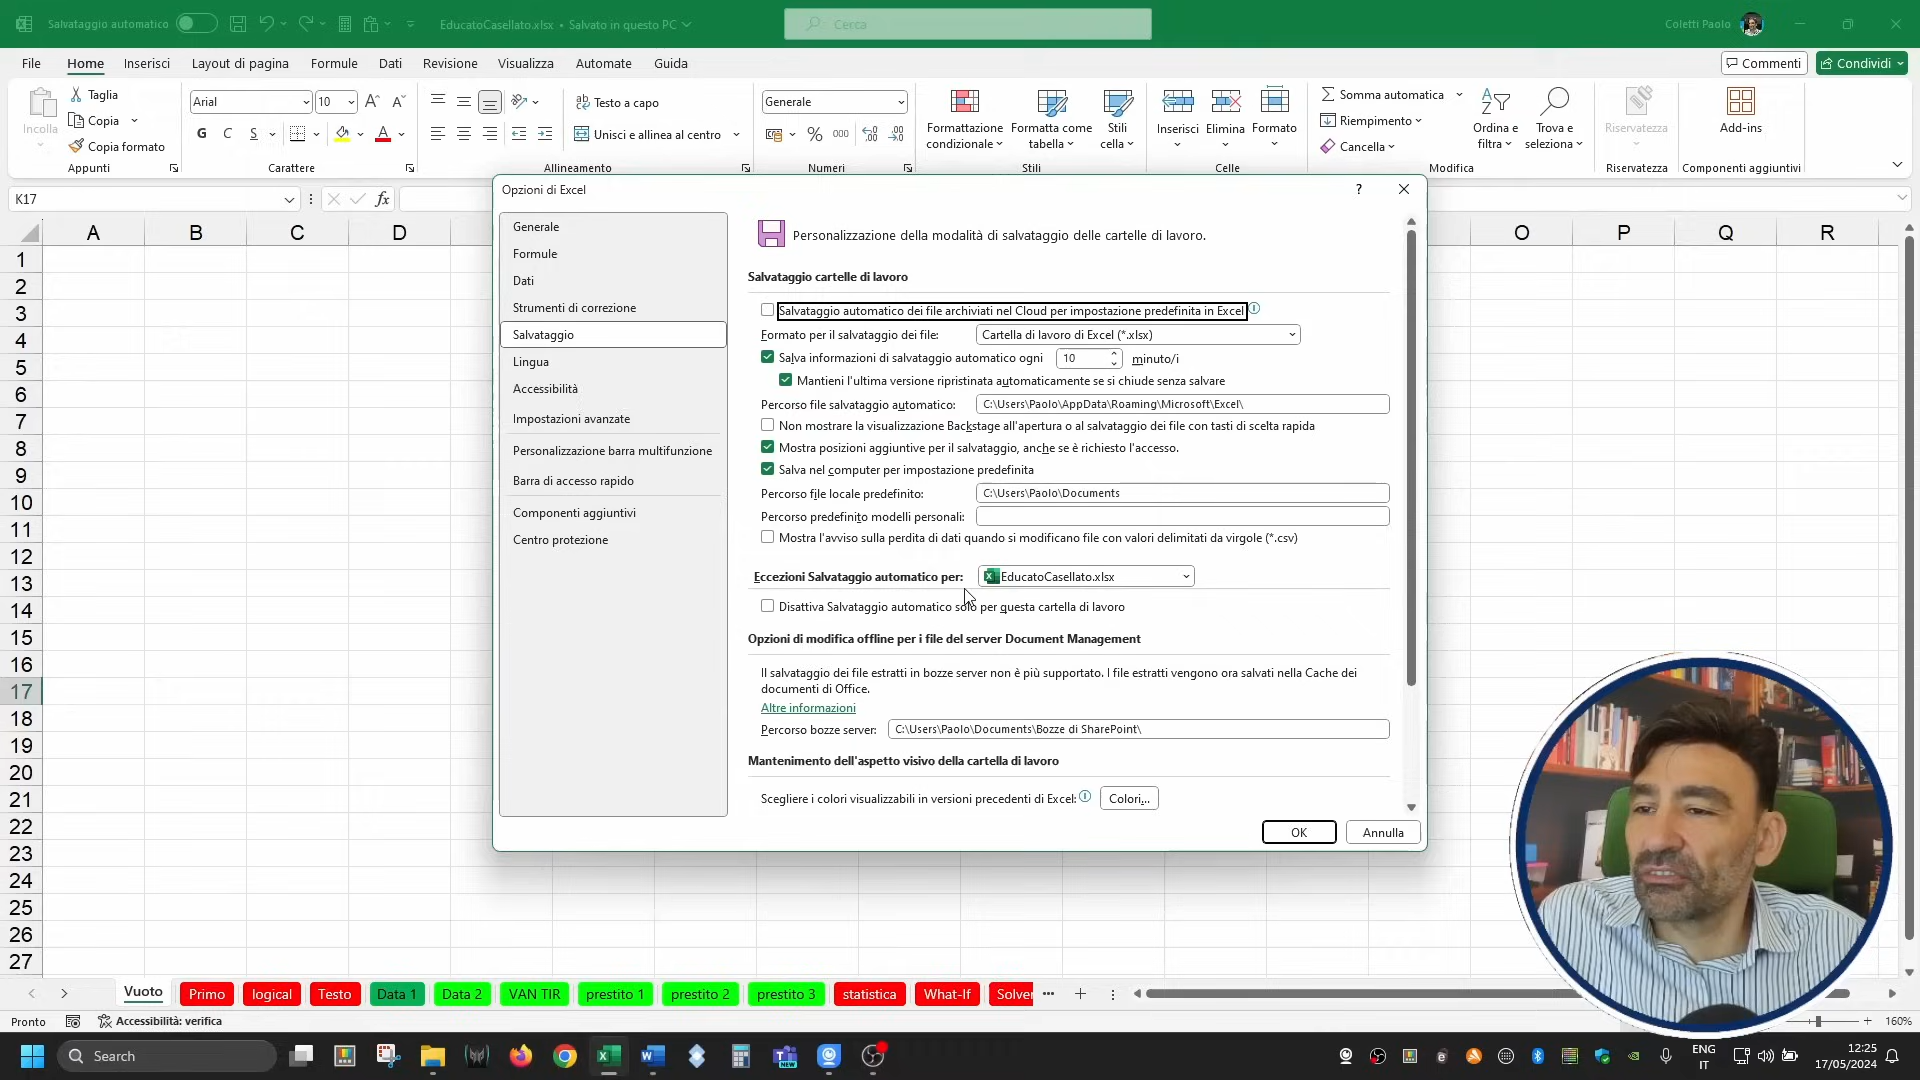 Salvataggio automatico
EducatoCasellato.xlsx • Salvato in questo PC
Cerca
Coletti Paolo
File Home Inserisci Layout di pagina Formule Dati Revisione Visualizza Automate Guida
Commenti
Condividi
Incolla
Taglia
Copia
Copia formato
Appunti
Arial 10
G C S
Carattere
Testo a capo
Unisci e allinea al centro
Allineamento
Generale
% 000
Numeri
Formattazione condizionale
Formatta come tabella
Stili cella
Stili
Inserisci
Elimina
Formato
Celle
Somma automatica
Riempimento
Cancella
Ordina e filtra
Trova e seleziona
Modifica
Riservatezza
Riservatezza
Add-ins
Componenti aggiuntivi
K17
fx
A B C D O P Q R
1
2
3
4
5
6
7
8
9
10
11
12
13
14
15
16
17
18
19
20
21
22
23
24
25
26
27
Opzioni di Excel
?
Generale
Formule
Dati
Strumenti di correzione
Salvataggio
Lingua
Accessibilità
Impostazioni avanzate
Personalizzazione barra multifunzione
Barra di accesso rapido
Componenti aggiuntivi
Centro protezione
Personalizzazione della modalità di salvataggio delle cartelle di lavoro.
Salvataggio cartelle di lavoro
Salvataggio automatico dei file archiviati nel Cloud per impostazione predefinita in Excel
Formato per il salvataggio dei file: Cartella di lavoro di Excel (*.xlsx)
Salva informazioni di salvataggio automatico ogni 10 minuto/i
Mantieni l'ultima versione ripristinata automaticamente se si chiude senza salvare
Percorso file salvataggio automatico: C:\Users\Paolo\AppData\Roaming\Microsoft\Excel\
Non mostrare la visualizzazione Backstage all'apertura o al salvataggio dei file con tasti di scelta rapida
Mostra posizioni aggiuntive per il salvataggio, anche se è richiesto l'accesso.
Salva nel computer per impostazione predefinita
Percorso file locale predefinito: C:\Users\Paolo\Documents
Percorso predefinito modelli personali:
Mostra l'avviso sulla perdita di dati quando si modificano file con valori delimitati da virgole (*.csv)
Eccezioni Salvataggio automatico per: EducatoCasellato.xlsx
Disattiva Salvataggio automatico solo per questa cartella di lavoro
Opzioni di modifica offline per i file del server Document Management
Il salvataggio dei file estratti in bozze server non è più supportato. I file estratti vengono ora salvati nella Cache dei
documenti di Office.
Altre informazioni
Percorso bozze server: C:\Users\Paolo\Documents\Bozze di SharePoint\
Mantenimento dell'aspetto visivo della cartella di lavoro
Scegliere i colori visualizzabili in versioni precedenti di Excel: Colori...
OK Annulla
Vuoto Primo logical Testo Data 1 Data 2 VAN TIR prestito 1 prestito 2 prestito 3 statistica What-If Solver
Pronto Accessibilità: verifica 160%
Search
ENG
IT
12:25
17/05/2024